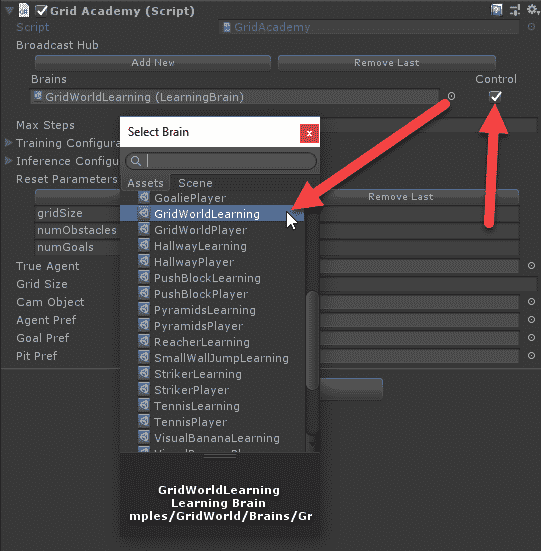 Grid Academy (Script)
Script
GridAcademy
Broadcast Hub
Add New
Remove Last
Brains
Control
GridWorldLearning (LearningBrain)
Max Steps
Training Configura
Inference Configu
Reset Parameters
Remove Last
gridSize
numObstacles
numGoals
True Agent
Grid Size
Cam Object
Agent Pref
Goal Pref
Pit Pref
Select Brain
x
Assets
Scene
GoaliePlayer
GridWorldLearning
GridWorldPlayer
HallwayLearning
HallwayPlayer
PushBlockLearning
PushBlockPlayer
PyramidsLearning
PyramidsPlayer
ReacherLearning
SmallWallJumpLearning
StrikerLearning
StrikerPlayer
TennisLearning
TennisPlayer
VisualBananaLearning
GridWorldLearning
Learning Brain
mples/GridWorld/Brains/Gr